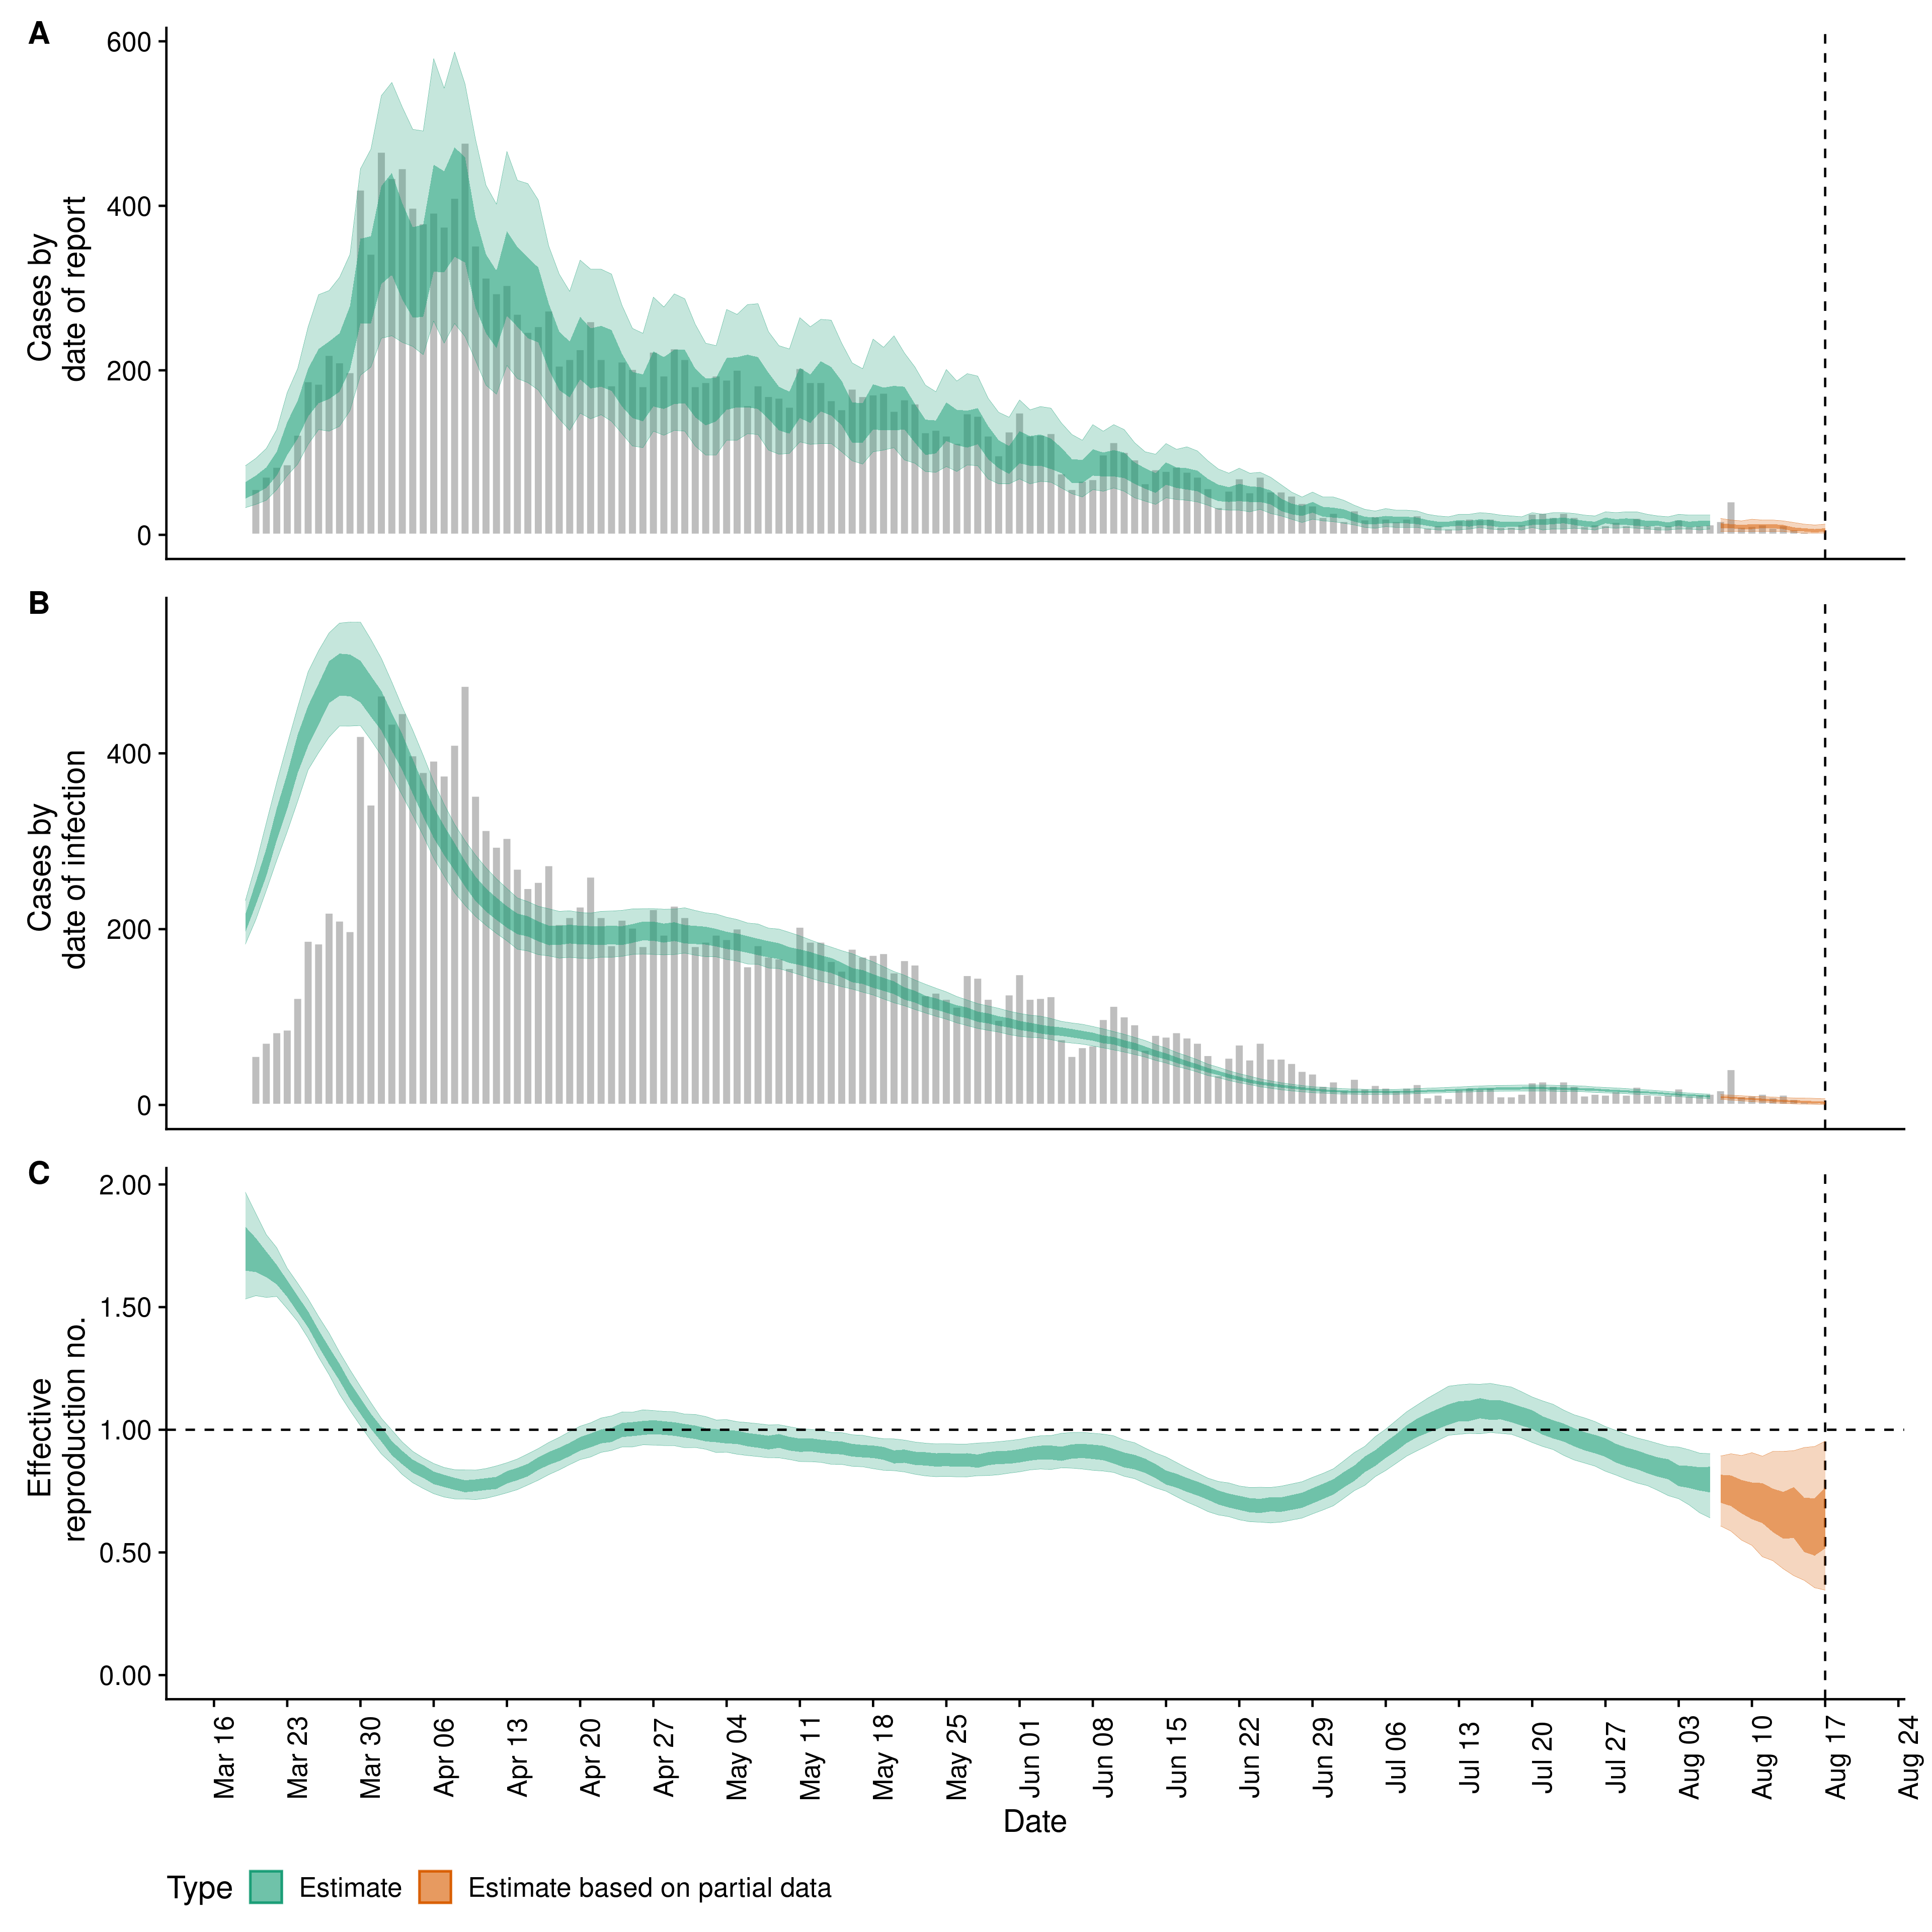 A
600
400
200
0
Cases by
date of report
B
400
200
0
Cases by
date of infection
C
2.00
1.50
1.00
0.50
0.00
Effective
reproduction no.
Mar 16
Mar 23
Mar 30
Apr 06
Apr 13
Apr 20
Apr 27
May 04
May 11
May 18
May 25
Jun 01
Jun 08
Jun 15
Jun 22
Jun 29
Jul 06
Jul 13
Jul 20
Jul 27
Aug 03
Aug 10
Aug 17
Aug 24
Date
Type Estimate Estimate based on partial data